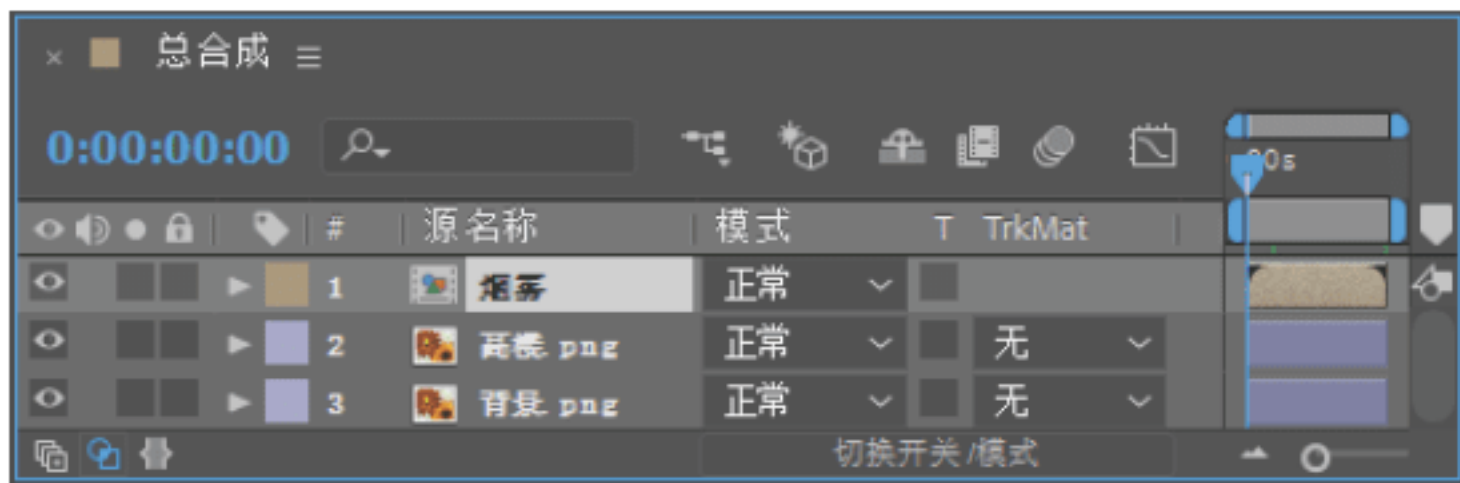 总合成
0:00:00:00
00s
# 源名称 模式 T TrkMat
1 烟雾 正常
2 高楼.png 正常 无
3 背景.png 正常 无
切换开关/模式